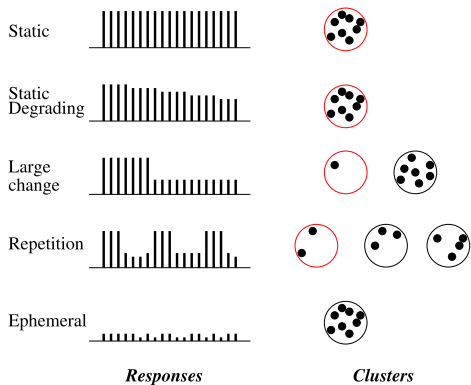 Static
Static
Degrading
Large
change
Repetition
Ephemeral
Responses
Clusters